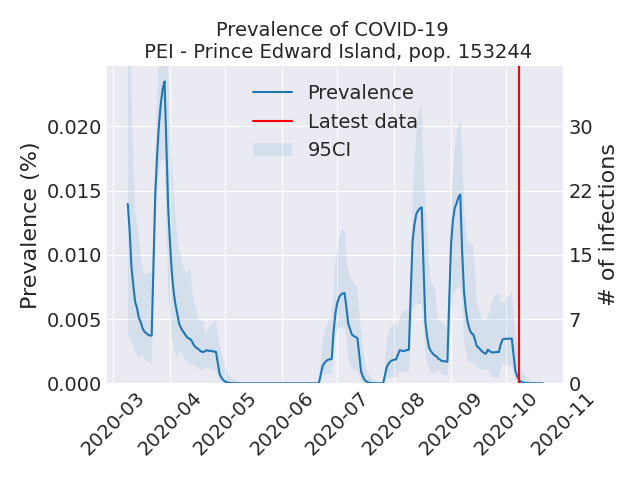 Prevalence of COVID-19
PEI - Prince Edward Island, pop. 153244
Prevalence
Latest data
95CI
Prevalence (%)
0.020
0.015
0.010
0.005
0.000
# of infections
30
22
15
7
0
2020-03
2020-04
2020-05
2020-06
2020-07
2020-08
2020-09
2020-10
2020-11